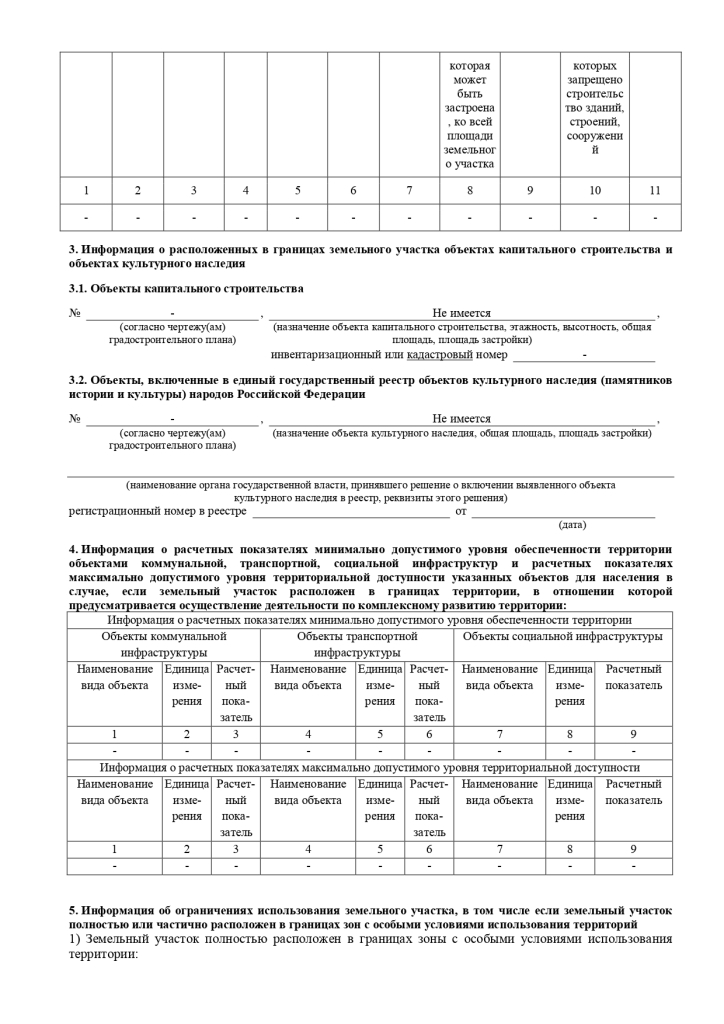 которая может быть застроена , ко всей площади земельног о участка
которых запрещено строительс тво зданий, строений, сооружени й
1 2 3 4 5 6 7 8 9 10 11
- - - - - - - - - - -
3. Информация о расположенных в границах земельного участка объектах капитального строительства и
объектах культурного наследия
3.1. Объекты капитального строительства
№ - , Не имеется ,
(согласно чертежу(ам) (назначение объекта капитального строительства, этажность, высотность, общая
градостроительного плана) площадь, площадь застройки)
инвентаризационный или кадастровый номер -
3.2. Объекты, включенные в единый государственный реестр объектов культурного наследия (памятников
истории и культуры) народов Российской Федерации
№ - , Не имеется ,
(согласно чертежу(ам) (назначение объекта культурного наследия, общая площадь, площадь застройки)
градостроительного плана)
(наименование органа государственной власти, принявшего решение о включении выявленного объекта
культурного наследия в реестр, реквизиты этого решения)
регистрационный номер в реестре от
(дата)
4. Информация о расчетных показателях минимально допустимого уровня обеспеченности территории
объектами коммунальной, транспортной, социальной инфраструктур и расчетных показателях
максимально допустимого уровня территориальной доступности указанных объектов для населения в
случае, если земельный участок расположен в границах территории, в отношении которой
предусматривается осуществление деятельности по комплексному развитию территории:
Информация о расчетных показателях минимально допустимого уровня обеспеченности территории
Объекты коммунальной Объекты транспортной Объекты социальной инфраструктуры
инфраструктуры инфраструктуры
Наименование Единица Расчет- Наименование Единица Расчет- Наименование Единица Расчетный
вида объекта изме- ный вида объекта изме- ный вида объекта изме- показатель
рения пока- рения пока- рения
затель затель
1 2 3 4 5 6 7 8 9
- - - - - - - - -
Информация о расчетных показателях максимально допустимого уровня территориальной доступности
Наименование Единица Расчет- Наименование Единица Расчет- Наименование Единица Расчетный
вида объекта изме- ный вида объекта изме- ный вида объекта изме- показатель
рения пока- рения пока- рения
затель затель
1 2 3 4 5 6 7 8 9
- - - - - - - - -
5. Информация об ограничениях использования земельного участка, в том числе если земельный участок
полностью или частично расположен в границах зон с особыми условиями использования территорий
1) Земельный участок полностью расположен в границах зоны с особыми условиями использования
территории: